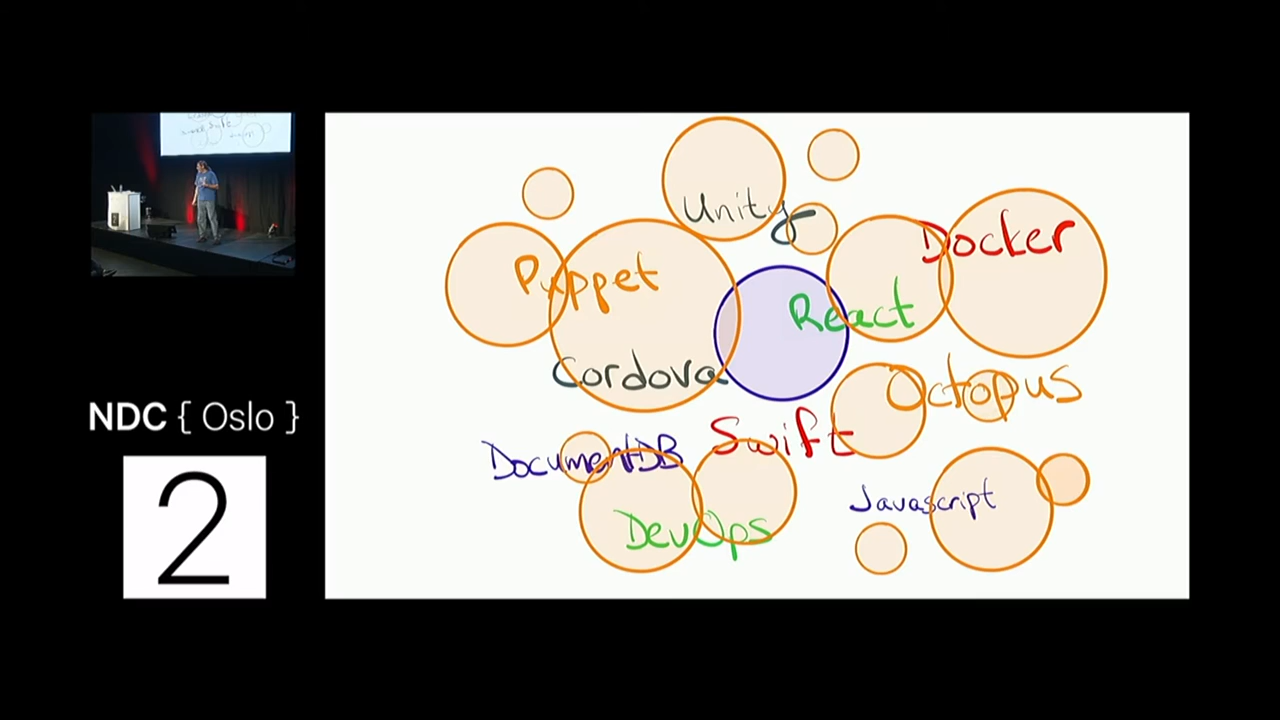 Unity
Docker
Puppet
React
Cordova
Octopus
Swift
DocumentDB
Javascript
DevOps
NDC { Oslo }
2